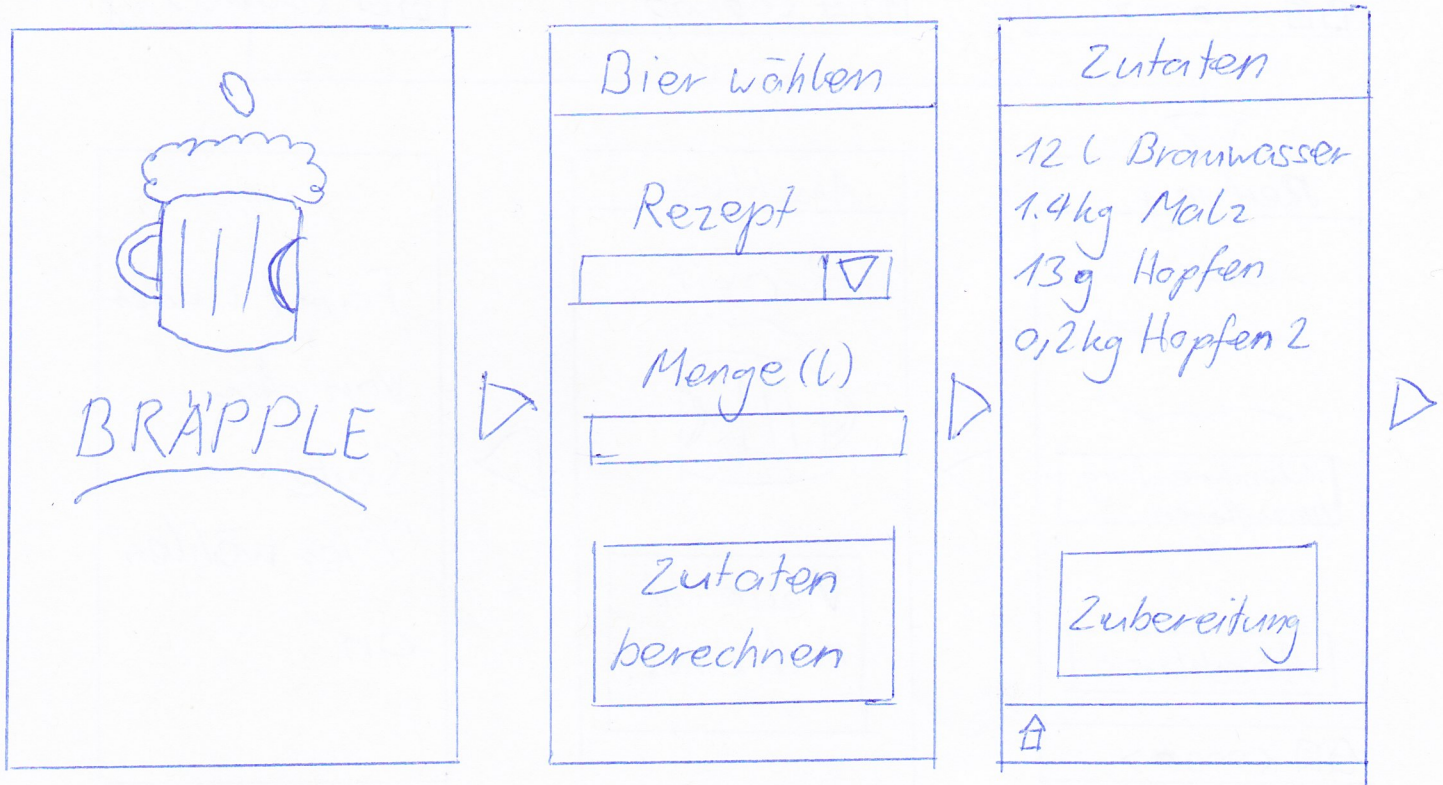 BRÄPPLE
Bier wählen
Rezept
Menge (l)
Zutaten
berechnen
Zutaten
12 l Brauwasser
1.4kg Malz
13g Hopfen
0,2kg Hopfen 2
Zubereitung